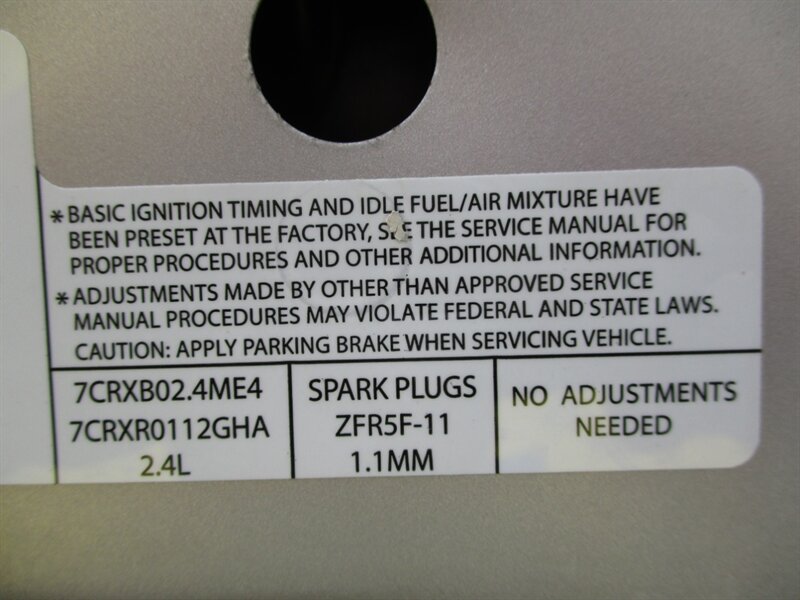 * BASIC IGNITION TIMING AND IDLE FUEL/AIR MIXTURE HAVE
BEEN PRESET AT THE FACTORY, SEE THE SERVICE MANUAL FOR
PROPER PROCEDURES AND OTHER ADDITIONAL INFORMATION.
* ADJUSTMENTS MADE BY OTHER THAN APPROVED SERVICE
MANUAL PROCEDURES MAY VIOLATE FEDERAL AND STATE LAWS.
CAUTION: APPLY PARKING BRAKE WHEN SERVICING VEHICLE.
7CRXB02.4ME4
7CRXR0112GHA
2.4L
SPARK PLUGS
ZFR5F-11
1.1MM
NO ADJUSTMENTS
NEEDED